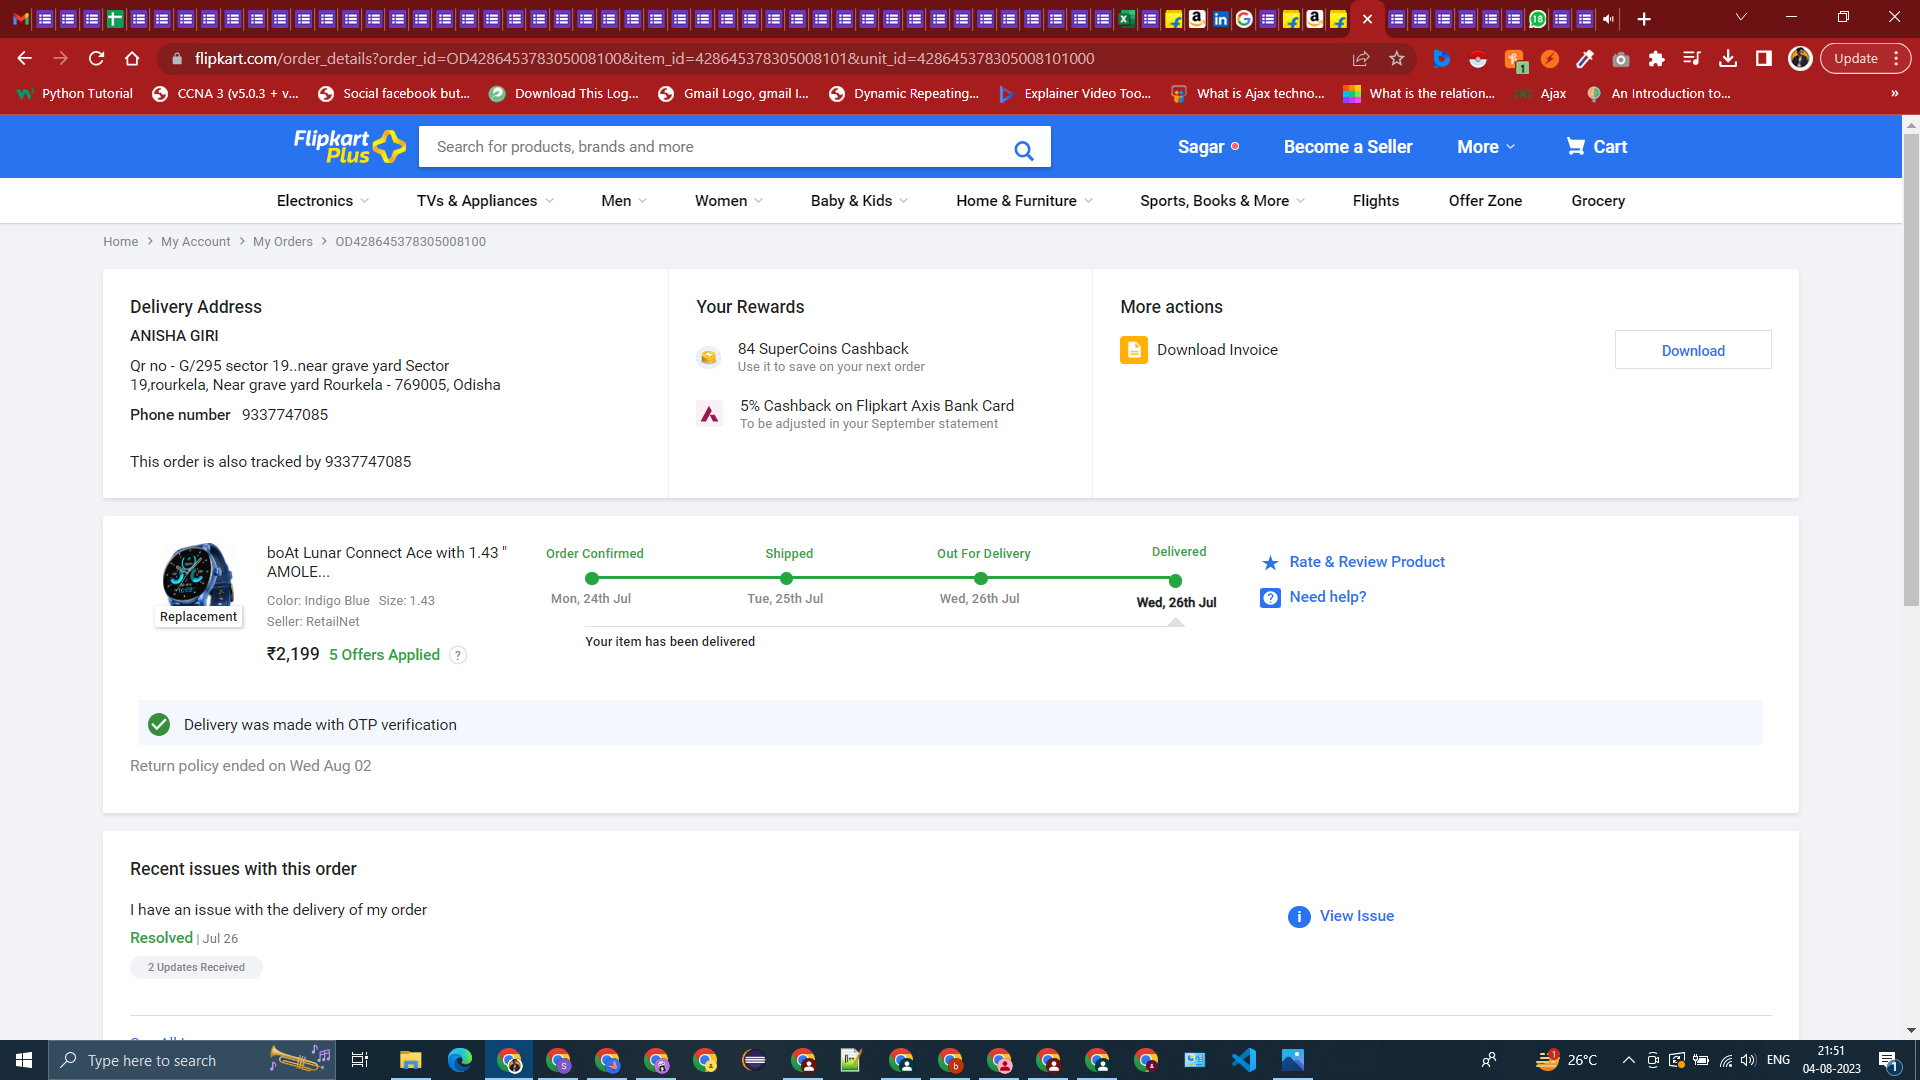 flipkart.com/order_details?order_id=OD428645378305008100&item_id=428645378305008101&unit_id=428645378305008101000
1
Update
Python Tutorial
CCNA 3 (v5.0.3 + v...
Social facebook but...
Download This Log...
Gmail Logo, gmail I...
Dynamic Repeating...
Explainer Video Too...
What is Ajax techno...
What is the relation...
Ajax
An Introduction to...
»
Flipkart
Plus
Search for products, brands and more
Sagar
Become a Seller
More
Cart
Electronics
TVs & Appliances
Men
Women
Baby & Kids
Home & Furniture
Sports, Books & More
Flights
Offer Zone
Grocery
Home
My Account
My Orders
OD428645378305008100
Delivery Address
ANISHA GIRI
Qr no - G/295 sector 19..near grave yard Sector
19,rourkela, Near grave yard Rourkela - 769005, Odisha
Phone number 9337747085
This order is also tracked by 9337747085
Your Rewards
84 SuperCoins Cashback
Use it to save on your next order
5% Cashback on Flipkart Axis Bank Card
To be adjusted in your September statement
More actions
Download Invoice
Download
Replacement
boAt Lunar Connect Ace with 1.43 "
AMOLE...
Color: Indigo Blue Size: 1.43
Seller: RetailNet
₹2,199 5 Offers Applied ?
Order Confirmed
Shipped
Out For Delivery
Delivered
Mon, 24th Jul
Tue, 25th Jul
Wed, 26th Jul
Wed, 26th Jul
Your item has been delivered
Rate & Review Product
Need help?
Delivery was made with OTP verification
Return policy ended on Wed Aug 02
Recent issues with this order
I have an issue with the delivery of my order
Resolved | Jul 26
2 Updates Received
View Issue
Type here to search
26°C
ENG
21:51
04-08-2023